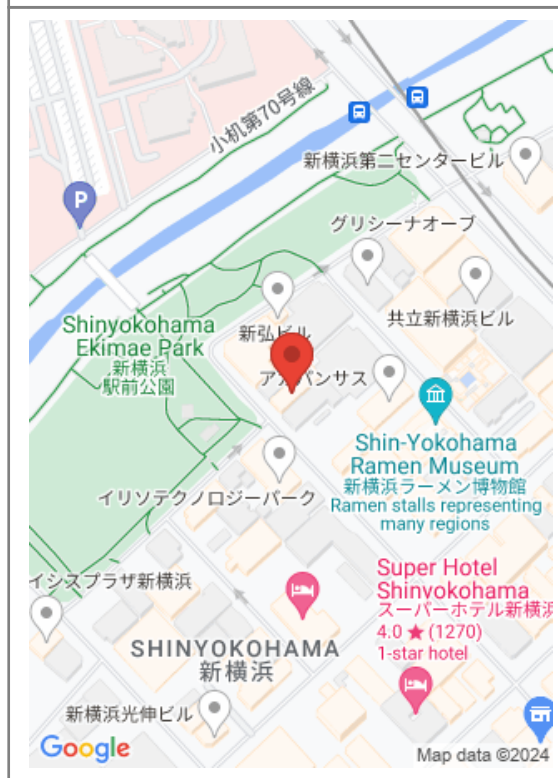 小机第70号線
新横浜第二センタービル
P
グリシーナオーブ
Shinyokohama
Ekimae Park
新横浜
駅前公園
新弘ビル
共立新横浜ビル
Shin-Yokohama
Ramen Museum
新横浜ラーメン博物館
Ramen stalls representing
many regions
イリソテクノロジーパーク
Super Hotel
Shinyokohama
スーパーホテル新横浜
4.0 ★ (1270)
1-star hotel
イシスプラザ新横浜
SHINYOKOHAMA
新横浜
新横浜光伸ビル
Google
Map data ©2024